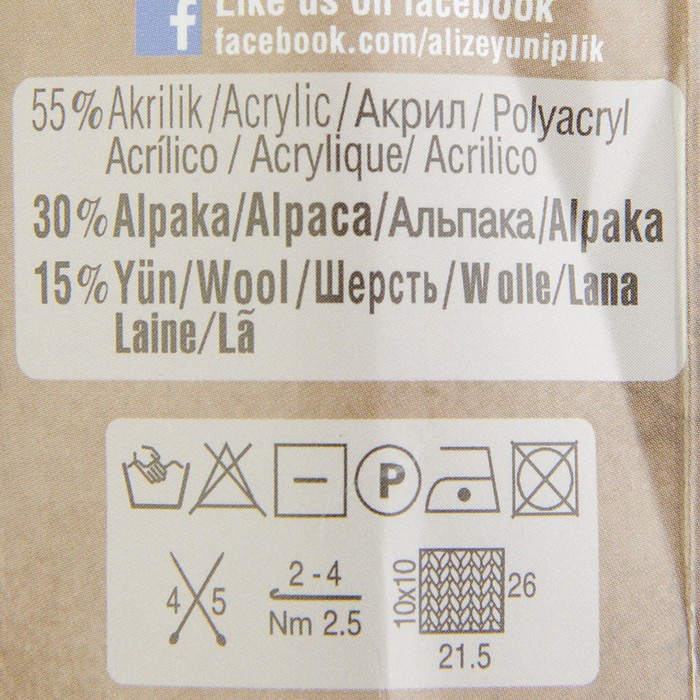 Like us on facebook
facebook.com/alizeyuniplik
55% Akrilik/Acrylic/Акрил/Polyacryl
Acrílico / Acrylique/ Acrilico
30% Alpaka/Alpaca/Альпака/Alpaka
15% Yün/Wool/Шерсть/Wolle/Lana
Laine/Lã
P
4 5
2 - 4
Nm 2.5
10x10
26
21.5